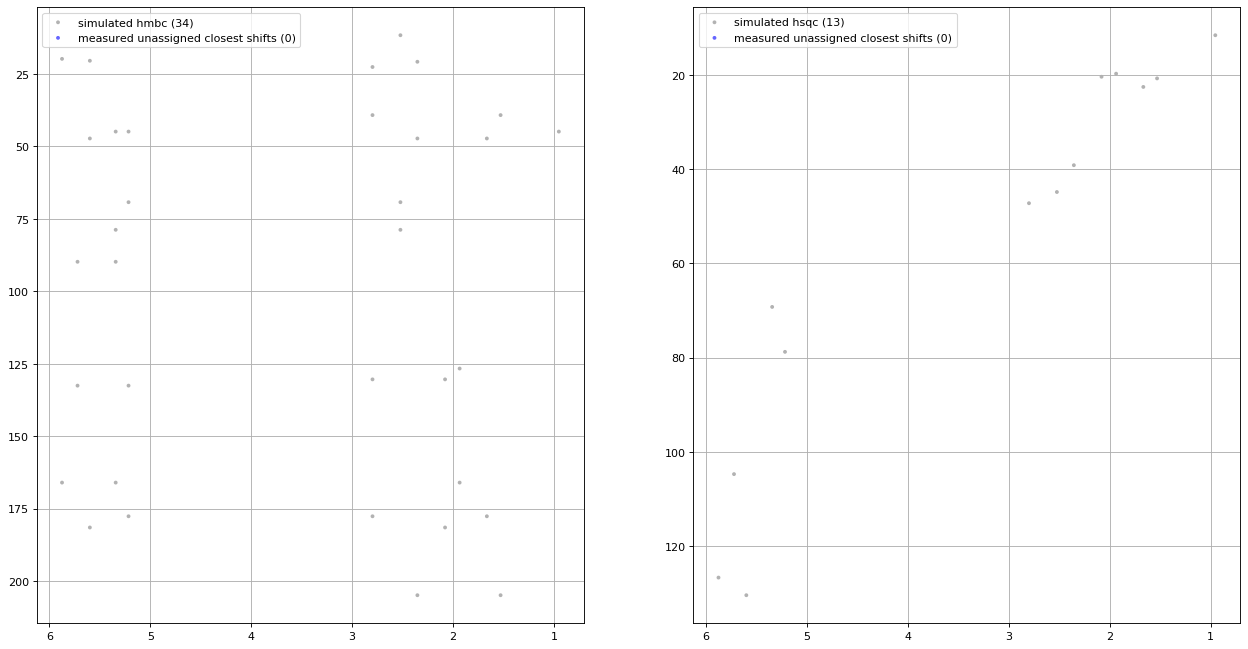 simulated hmbc (34)
measured unassigned closest shifts (0)
25
50
75
100
125
150
175
200
6 5 4 3 2 1
simulated hsqc (13)
measured unassigned closest shifts (0)
20
40
60
80
100
120
6 5 4 3 2 1